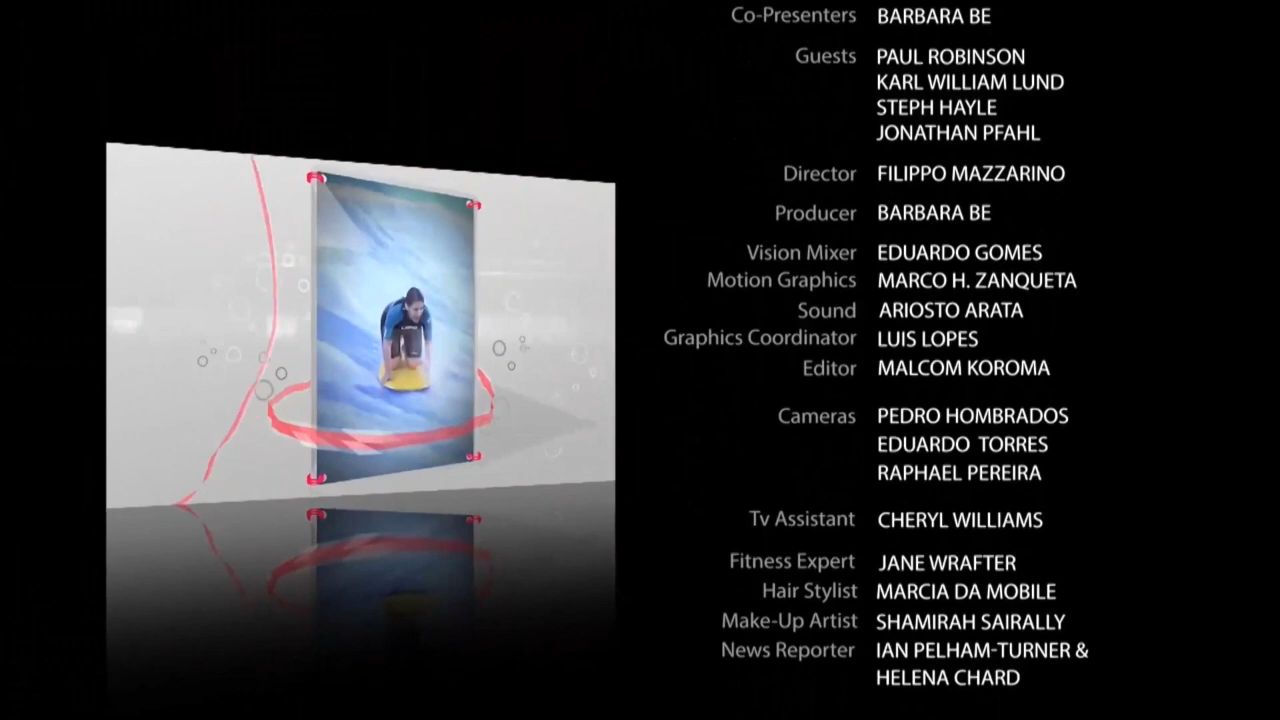 Co-Presenters BARBARA BE
Guests PAUL ROBINSON
KARL WILLIAM LUND
STEPH HAYLE
JONATHAN PFAHL
Director FILIPPO MAZZARINO
Producer BARBARA BE
Vision Mixer EDUARDO GOMES
Motion Graphics MARCO H. ZANQUETA
Sound ARIOSTO ARATA
Graphics Coordinator LUIS LOPES
Editor MALCOM KOROMA
Cameras PEDRO HOMBRADOS
EDUARDO TORRES
RAPHAEL PEREIRA
Tv Assistant CHERYL WILLIAMS
Fitness Expert JANE WRAFTER
Hair Stylist MARCIA DA MOBILE
Make-Up Artist SHAMIRAH SAIRALLY
News Reporter IAN PELHAM-TURNER &
HELENA CHARD